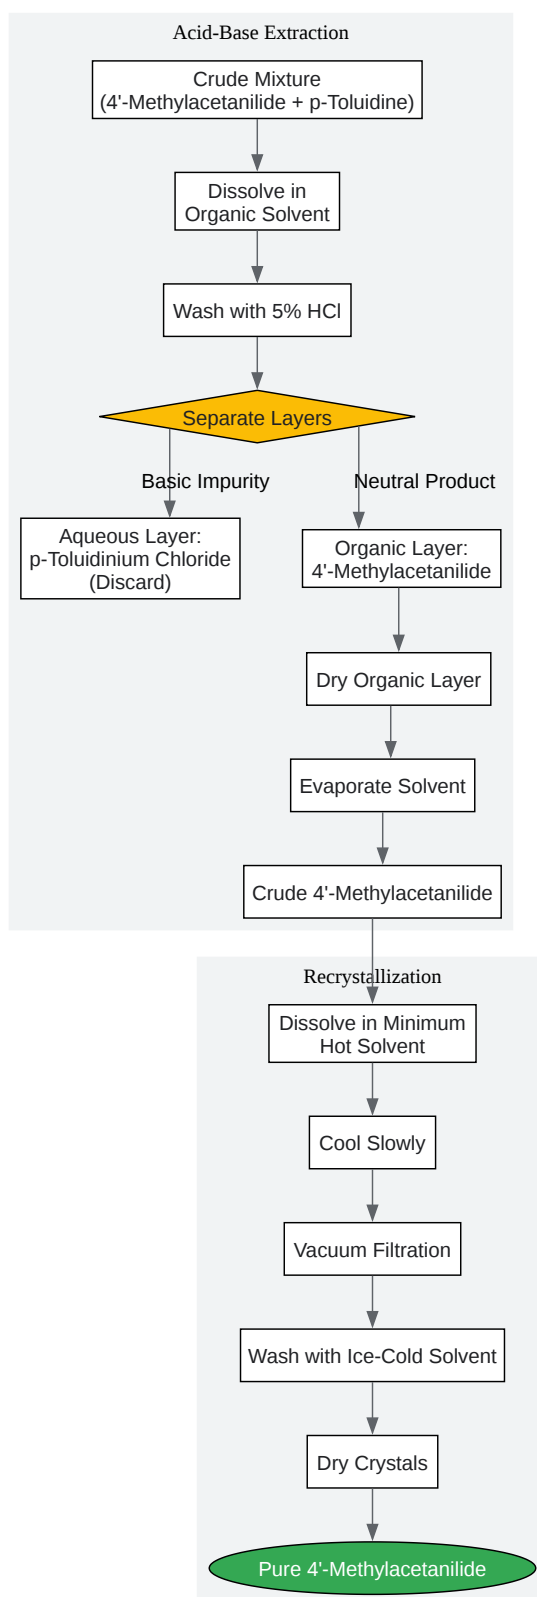 Acid-Base Extraction
Crude Mixture
(4'-Methylacetanilide + p-Toluidine)
Dissolve in
Organic Solvent
Wash with 5% HCl
Separate Layers
Basic Impurity
Neutral Product
Aqueous Layer:
p-Toluidinium Chloride
(Discard)
Organic Layer:
4'-Methylacetanilide
Dry Organic Layer
Evaporate Solvent
Crude 4'-Methylacetanilide
Recrystallization
Dissolve in Minimum
Hot Solvent
Cool Slowly
Vacuum Filtration
Wash with Ice-Cold Solvent
Dry Crystals
Pure 4'-Methylacetanilide